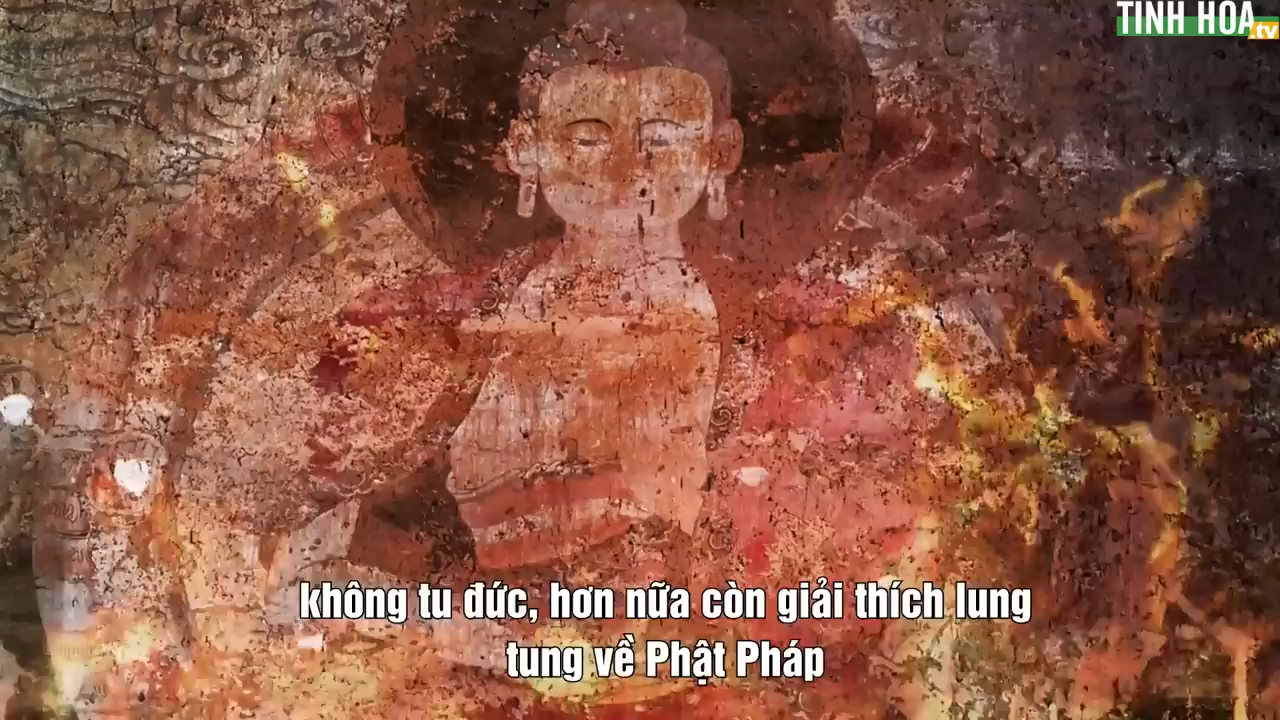 TINH HOA
.tv
không tu đức, hơn nữa còn giải thích lung
tung về Phật Pháp